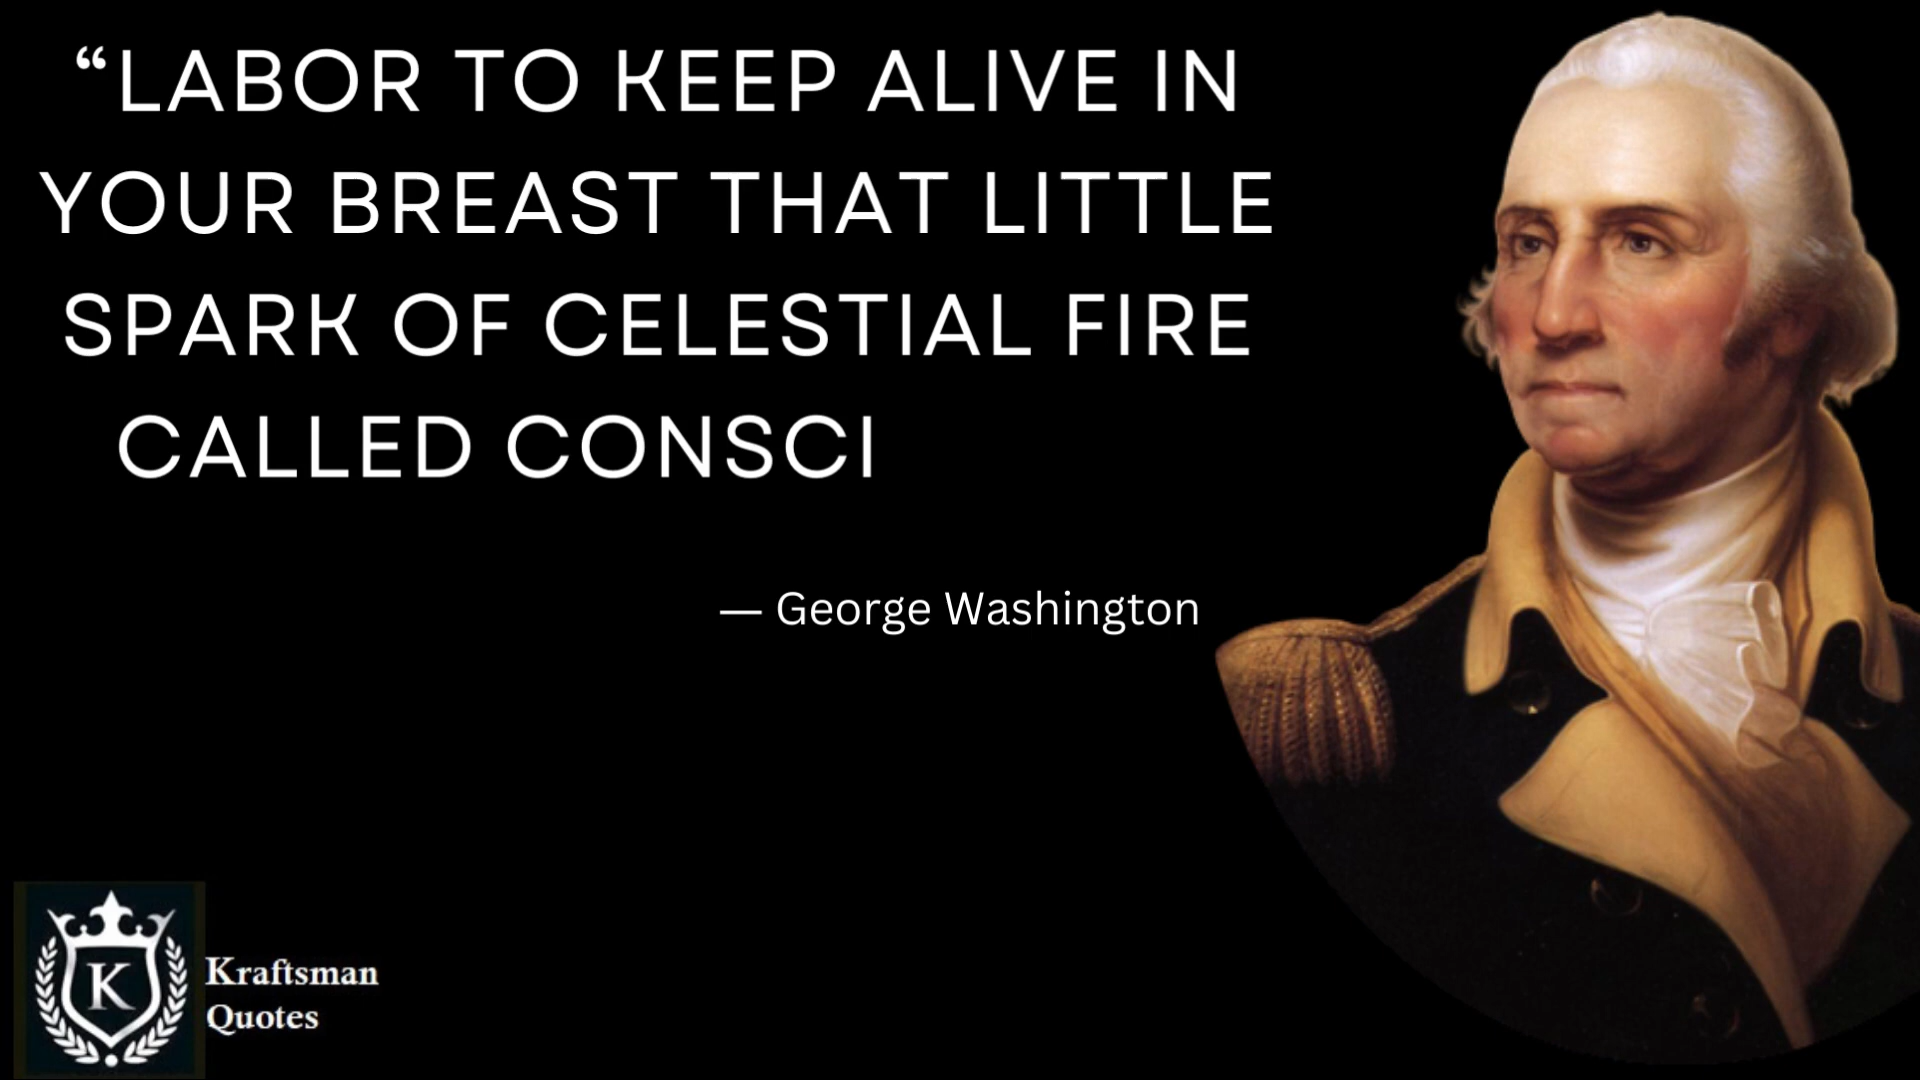 “LABOR TO KEEP ALIVE IN
YOUR BREAST THAT LITTLE
SPARK OF CELESTIAL FIRE
CALLED CONSCI
— George Washington
K
Kraftsman
Quotes